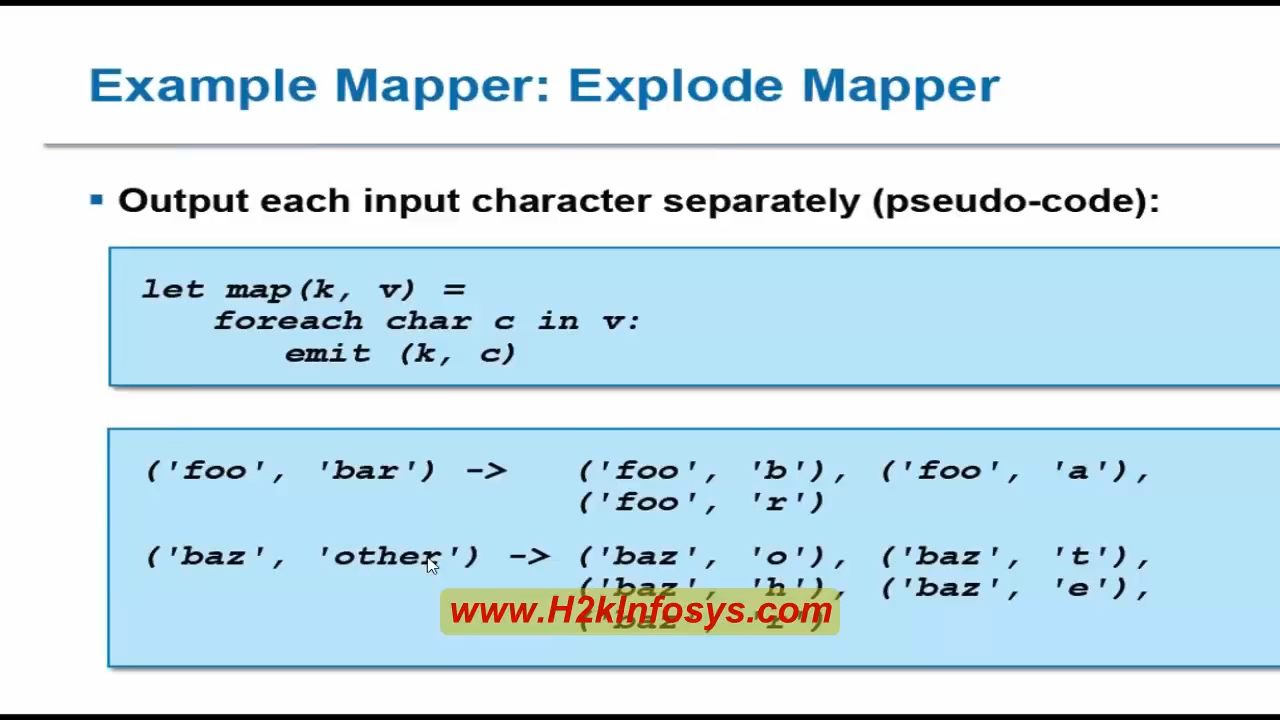 Example Mapper: Explode Mapper
Output each input character separately (pseudo-code):
let map(k, v) =
foreach char c in v:
emit (k, c)
('foo', 'bar') -> ('foo', 'b'), ('foo', 'a'),
('foo', 'r')
('baz', 'other') -> ('baz', 'o'), ('baz', 't'),
('baz', 'h'), ('baz', 'e'),
www.H2kInfosys.com
('baz', 'r')